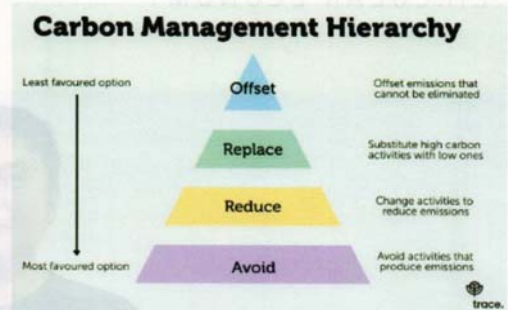 Carbon Management Hierarchy
Least favoured option
Offset
Offset emissions that
cannot be eliminated
Replace
Substitute high carbon
activities with low ones
Reduce
Change activities to
reduce emissions
Most favoured option
Avoid
Avoid activities that
produce emissions
trace.